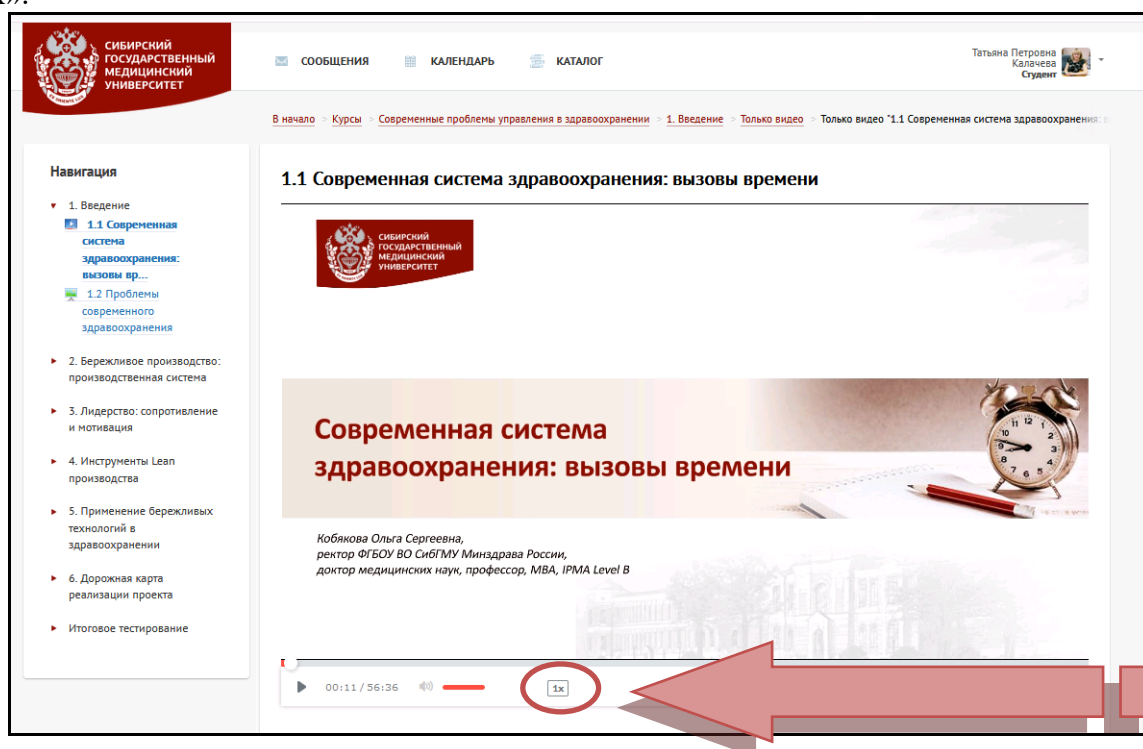 СИБИРСКИЙ
ГОСУДАРСТВЕННЫЙ
МЕДИЦИНСКИЙ
УНИВЕРСИТЕТ
СООБЩЕНИЯ КАЛЕНДАРЬ КАТАЛОГ
Татьяна Петровна
Калачева
Студент
В начало > Курсы > Современные проблемы управления в здравоохранении > 1. Введение > Только видео > Только видео "1.1 Современная система здравоохранения:
Навигация
1. Введение
1.1 Современная
система
здравоохранения:
вызовы вр...
1.2 Проблемы
современного
здравоохранения
2. Бережливое производство:
производственная система
3. Лидерство: сопротивление
и мотивация
4. Инструменты Lean
производства
5. Применение бережливых
технологий в
здравоохранении
6. Дорожная карта
реализации проекта
Итоговое тестирование
1.1 Современная система здравоохранения: вызовы времени
СИБИРСКИЙ
ГОСУДАРСТВЕННЫЙ
МЕДИЦИНСКИЙ
УНИВЕРСИТЕТ
Современная система
здравоохранения: вызовы времени
Кобякова Ольга Сергеевна,
ректор ФГБОУ ВО СибГМУ Минздрава России,
доктор медицинских наук, профессор, MBA, IPMA Level B
00:11 / 56:36 1x